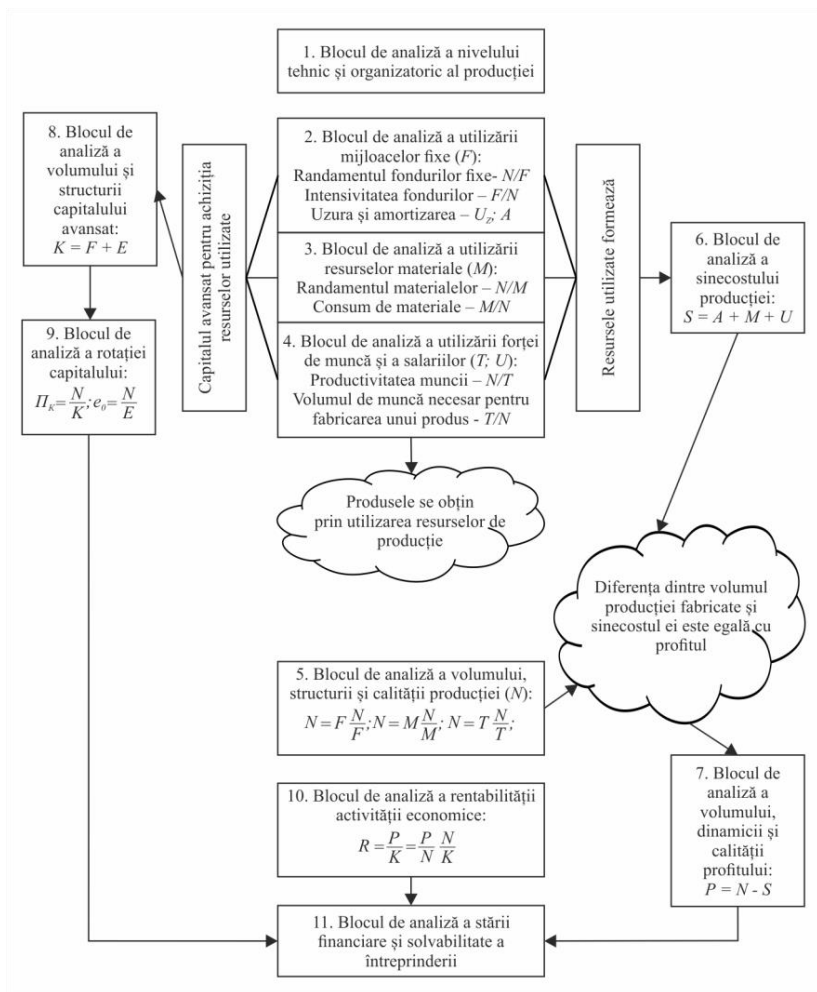 1. Blocul de analiză a nivelului
tehnic și organizatoric al producției
8. Blocul de
analiză a
volumului și
structurii
capitalului
avansat:
K = F + E
Capitalul avansat pentru achiziția
resurselor utilizate
2. Blocul de analiză a utilizării
mijloacelor fixe (F):
Randamentul fondurilor fixe- N/F
Intensivitatea fondurilor – F/N
Uzura și amortizarea – U_Z; A
3. Blocul de analiză a utilizării
resurselor materiale (M):
Randamentul materialelor – N/M
Consum de materiale – M/N
4. Blocul de analiză a utilizării forței
de muncă și a salariilor (T; U):
Productivitatea muncii – N/T
Volumul de muncă necesar pentru
fabricarea unui produs - T/N
Resursele utilizate formează
6. Blocul de
analiză a
sinecostului
producției:
S = A + M + U
9. Blocul de
analiză a rotației
capitalului:
Π_K = N/K; e_0 = N/E
Produsele se obțin
prin utilizarea resurselor de
producție
Diferența dintre volumul
producției fabricate și
sinecostul ei este egală cu
profitul
5. Blocul de analiză a volumului,
structurii și calității producției (N):
N = F N/F; N = M N/M; N = T N/T;
7. Blocul de
analiză a
volumului,
dinamicii și
calității
profitului:
P = N - S
10. Blocul de analiză a rentabilității
activității economice:
R = P/K = P/N N/K
11. Blocul de analiză a stării
financiare și solvabilitate a
întreprinderii